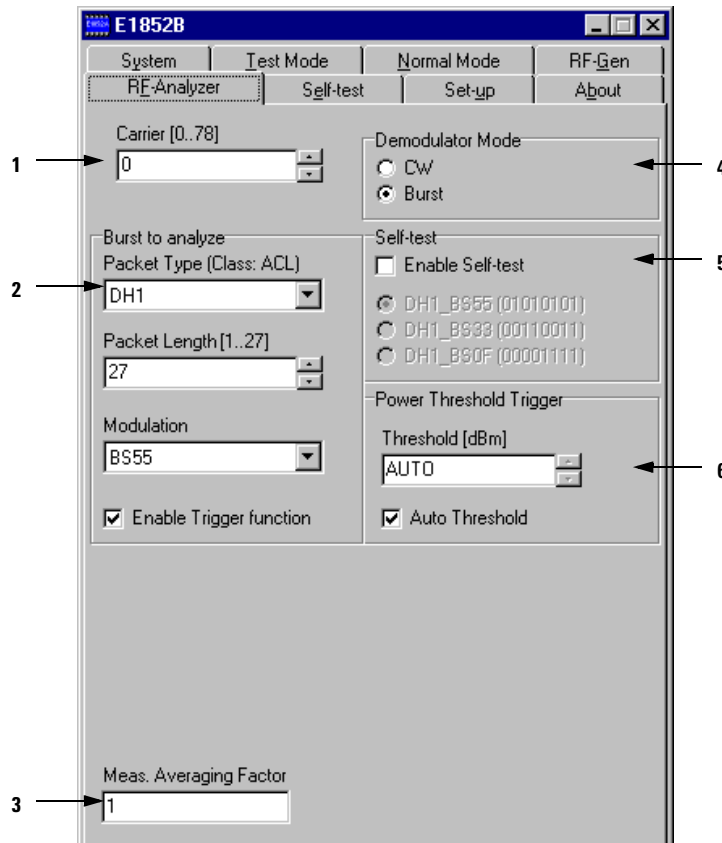 E1852B
System Test Mode Normal Mode RF-Gen
RF-Analyzer Self-test Set-up About
Carrier [0..78]
1
0
Demodulator Mode
4
CW
Burst
Burst to analyze
Packet Type (Class: ACL)
2
DH1
Packet Length [1..27]
27
Modulation
BS55
Enable Trigger function
Self-test
5
Enable Self-test
DH1_BS55 (01010101)
DH1_BS33 (00110011)
DH1_BS0F (00001111)
Power Threshold Trigger
Threshold [dBm]
6
AUTO
Auto Threshold
Meas. Averaging Factor
3
1